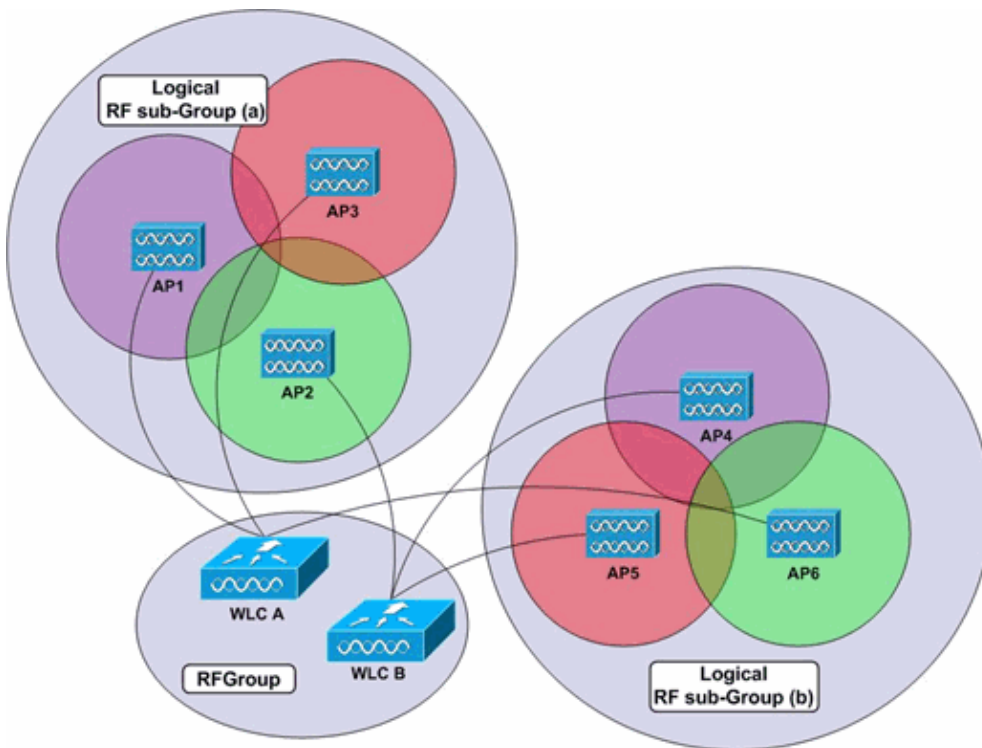 Logical
RF sub-Group (a)
AP3
AP1
AP2
AP4
AP5
AP6
WLC A
WLC B
RFGroup
Logical
RF sub-Group (b)